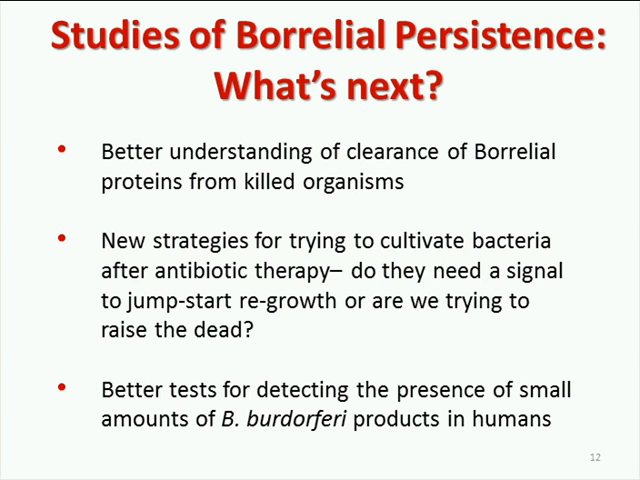 Studies of Borrelial Persistence:
What's next?
• Better understanding of clearance of Borrelial
proteins from killed organisms
• New strategies for trying to cultivate bacteria
after antibiotic therapy– do they need a signal
to jump-start re-growth or are we trying to
raise the dead?
• Better tests for detecting the presence of small
amounts of B. burdorferi products in humans
12